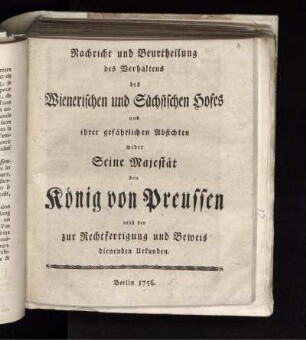 Nachricht und Beurtheilung
des Verhaltens
des
Wienerischen und Sächsischen Hofes
und
ihrer gefährlichen Absichten
wider
Seine Majestät
den
König von Preussen
nebst den
zur Rechtfertigung und Beweis
dienenden Urkunden.
Berlin 1756.